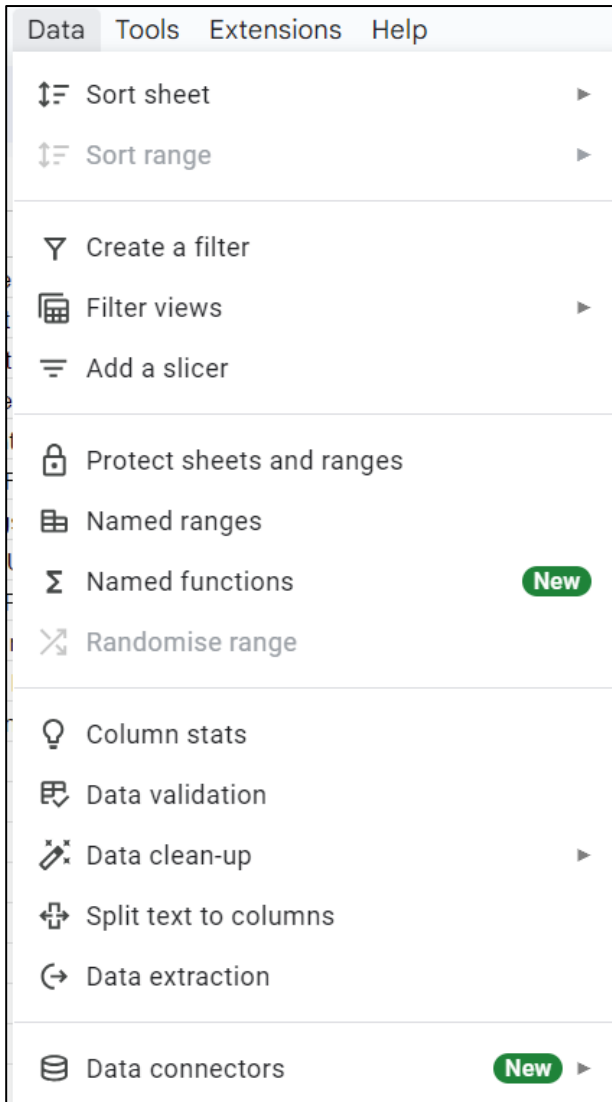 Data Tools Extensions Help
Sort sheet
Sort range
Create a filter
Filter views
Add a slicer
Protect sheets and ranges
Named ranges
Named functions New
Randomise range
Column stats
Data validation
Data clean-up
Split text to columns
Data extraction
Data connectors New